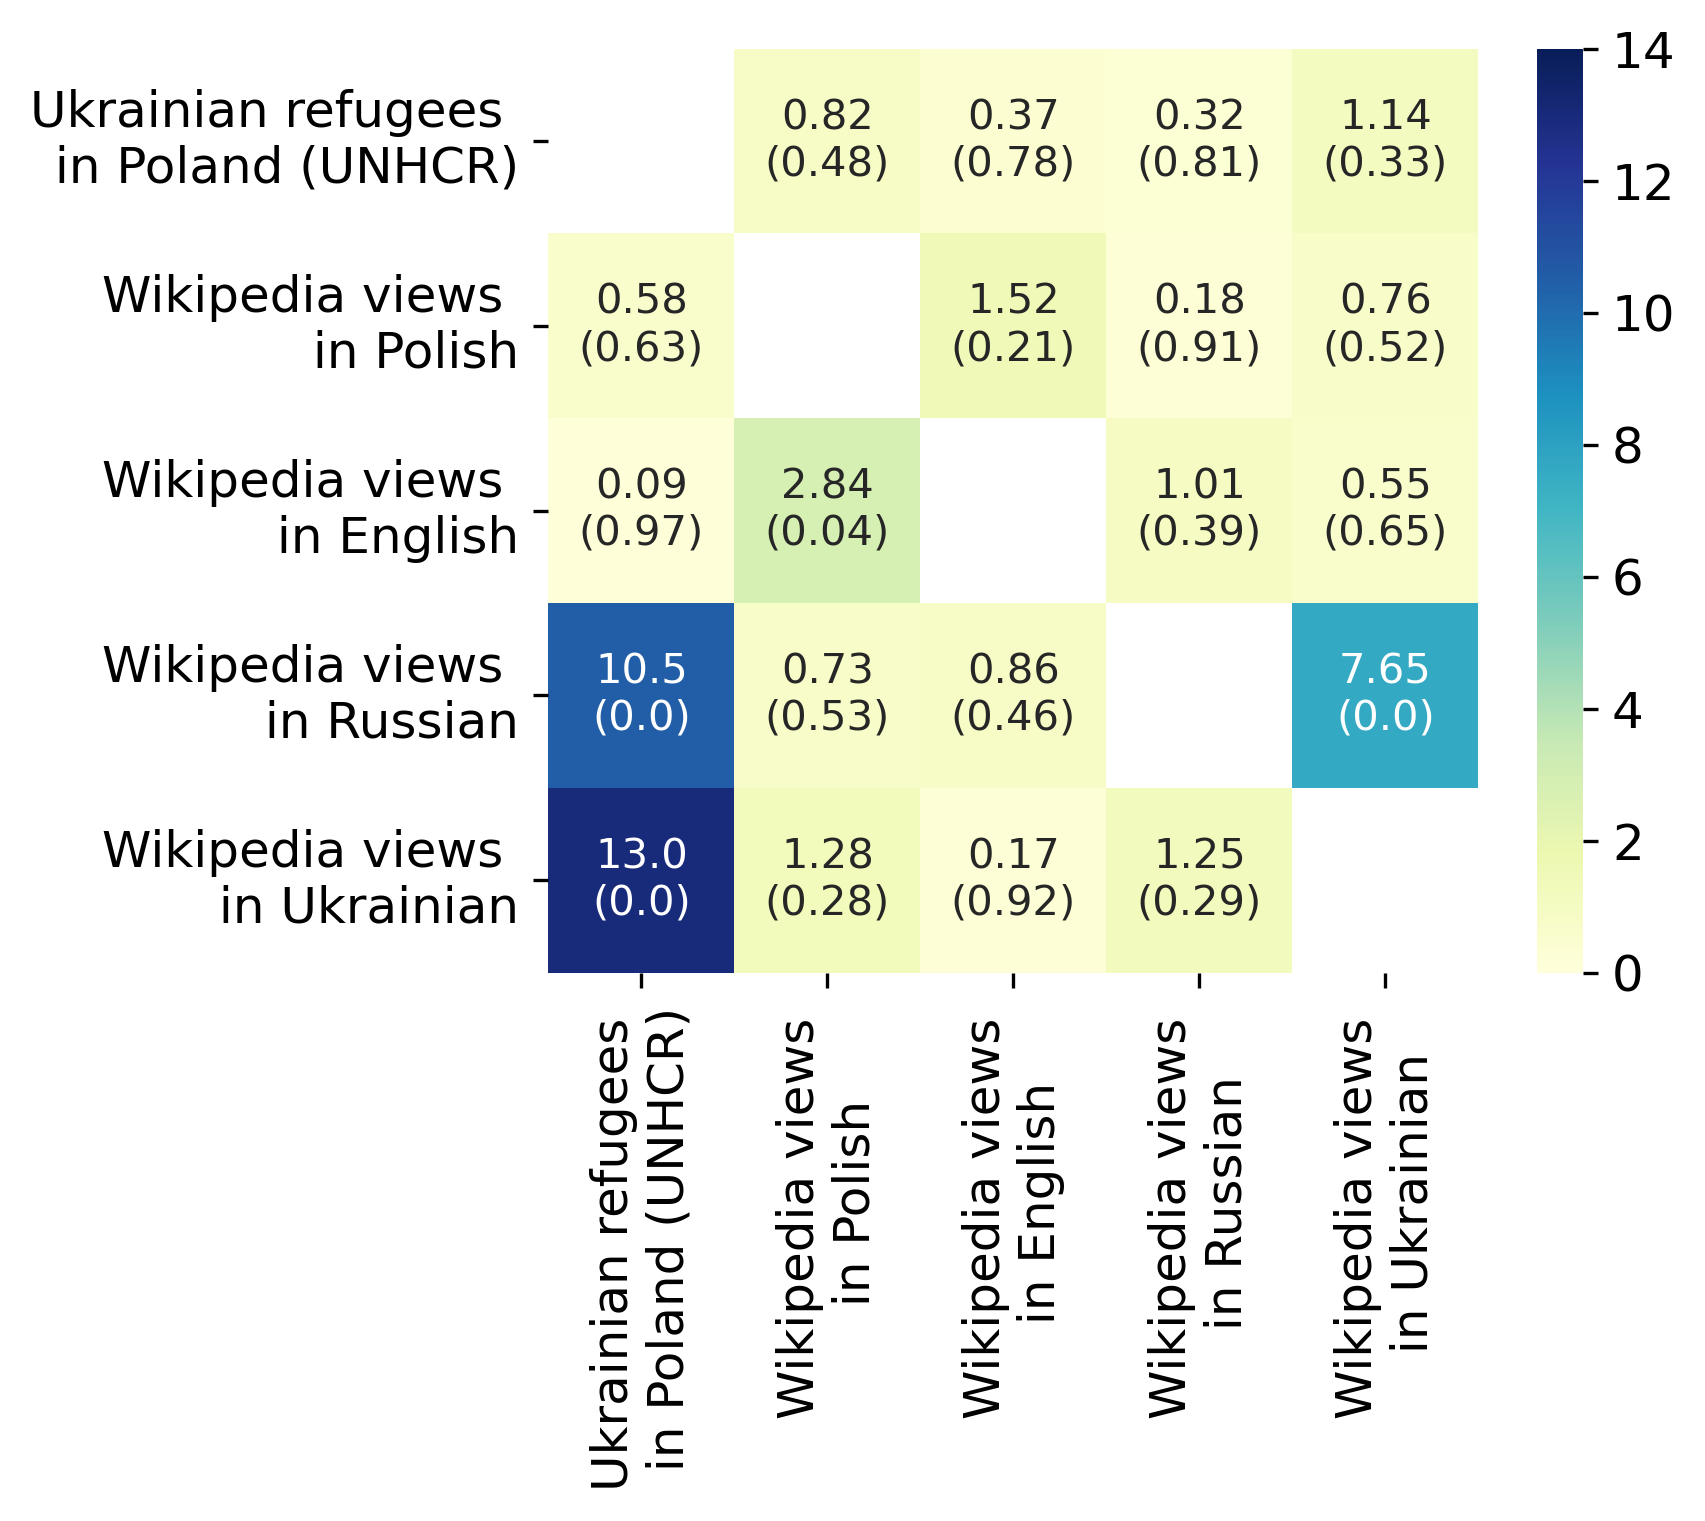 Ukrainian refugees
in Poland (UNHCR)
0.82
(0.48)
0.37
(0.78)
0.32
(0.81)
1.14
(0.33)
Wikipedia views
in Polish
0.58
(0.63)
1.52
(0.21)
0.18
(0.91)
0.76
(0.52)
Wikipedia views
in English
0.09
(0.97)
2.84
(0.04)
1.01
(0.39)
0.55
(0.65)
Wikipedia views
in Russian
10.5
(0.0)
0.73
(0.53)
0.86
(0.46)
7.65
(0.0)
Wikipedia views
in Ukrainian
13.0
(0.0)
1.28
(0.28)
0.17
(0.92)
1.25
(0.29)
Ukrainian refugees
in Poland (UNHCR)
Wikipedia views
in Polish
Wikipedia views
in English
Wikipedia views
in Russian
Wikipedia views
in Ukrainian
14
12
10
8
6
4
2
0